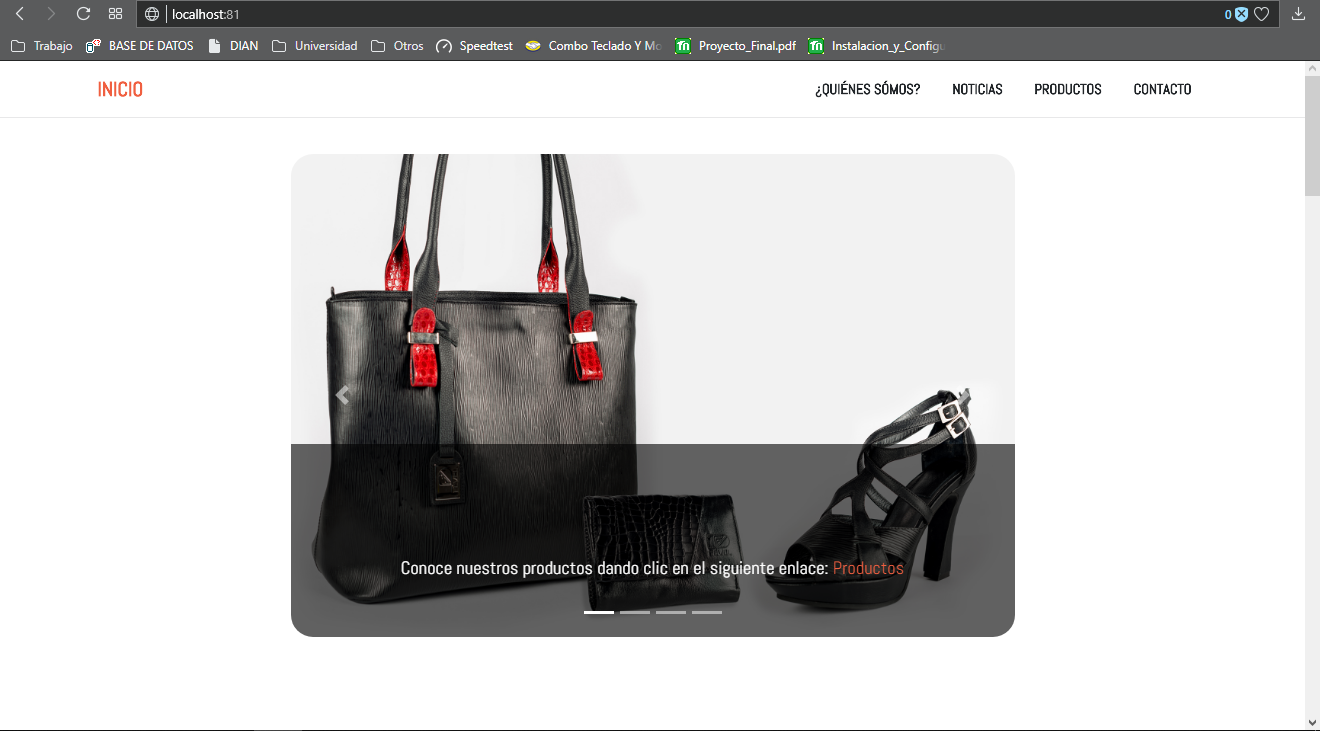 localhost:81
0
Trabajo BASE DE DATOS DIAN Universidad Otros Speedtest Combo Teclado Y Mo Proyecto_Final.pdf Instalacion_y_Configu
INICIO ¿QUIÉNES SÓMOS? NOTICIAS PRODUCTOS CONTACTO
Conoce nuestros productos dando clic en el siguiente enlace: Productos